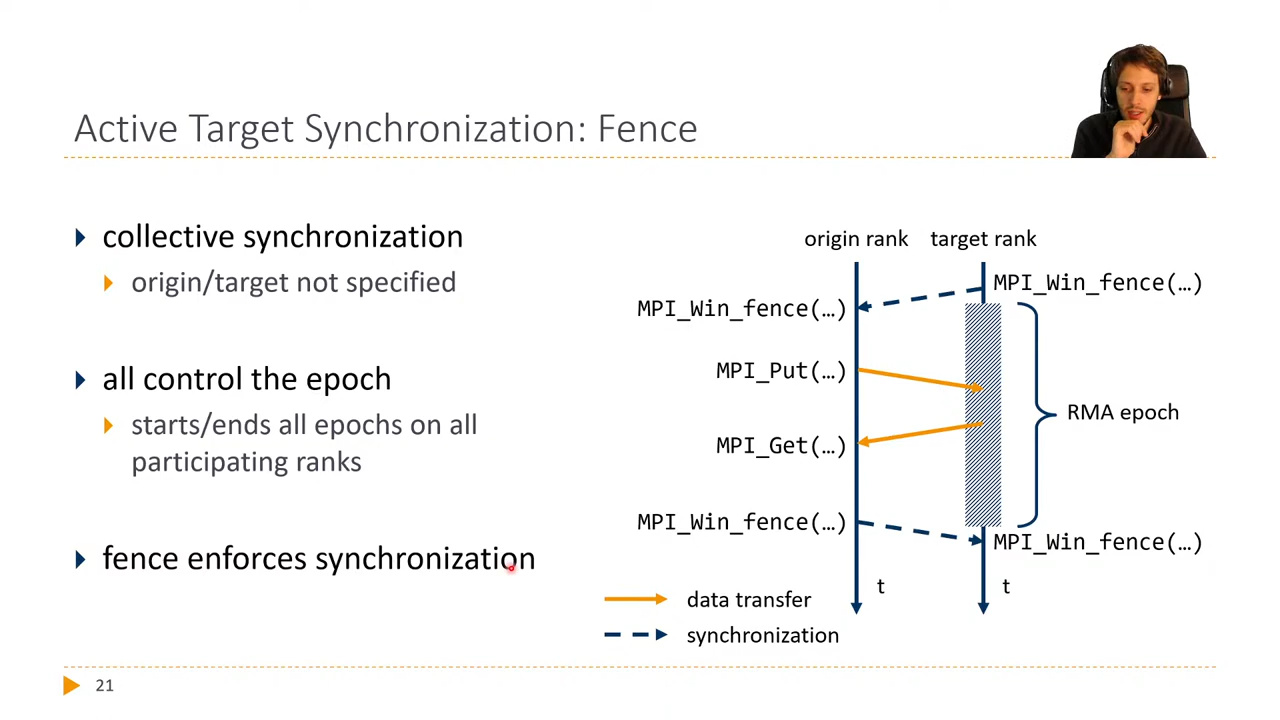 Active Target Synchronization: Fence
collective synchronization
origin/target not specified
all control the epoch
starts/ends all epochs on all
participating ranks
fence enforces synchronization
origin rank
target rank
MPI_Win_fence(…)
MPI_Win_fence(…)
MPI_Put(…)
RMA epoch
MPI_Get(…)
MPI_Win_fence(…)
MPI_Win_fence(…)
t
t
data transfer
synchronization
21